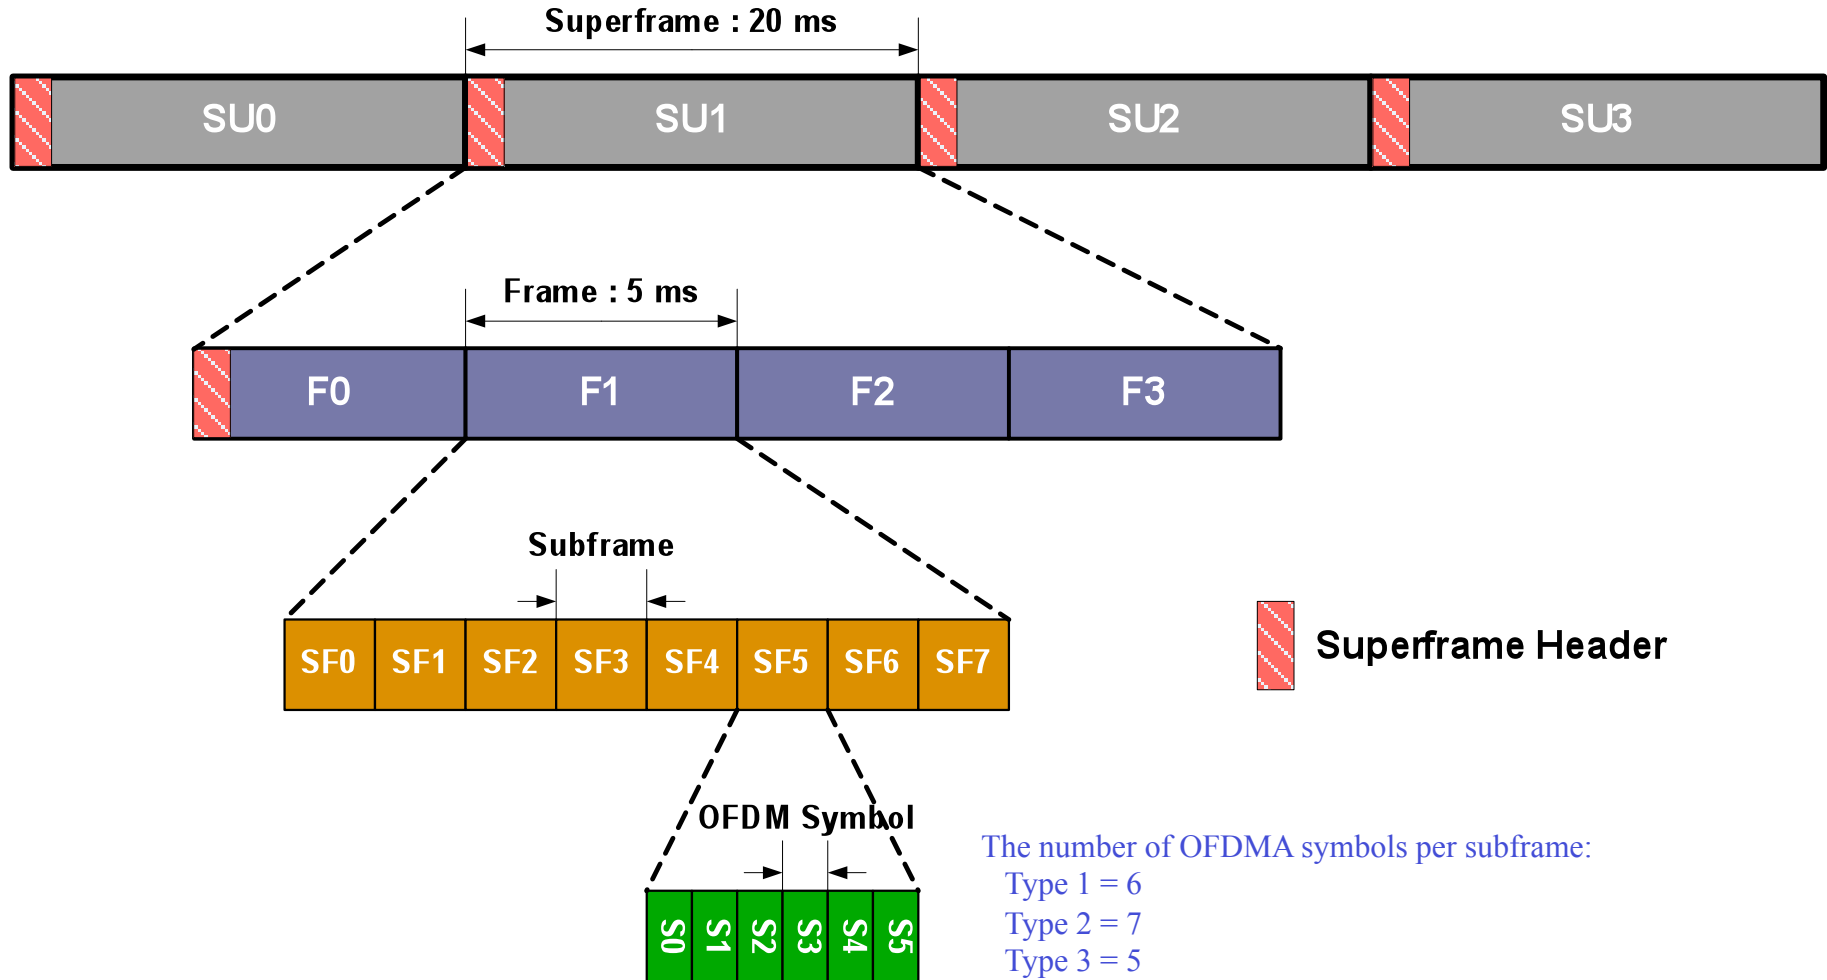 Superframe : 20 ms
SU0 SU1 SU2 SU3
Frame : 5 ms
F0 F1 F2 F3
Subframe
SF0 SF1 SF2 SF3 SF4 SF5 SF6 SF7
Superframe Header
OFDM Symbol
The number of OFDMA symbols per subframe:
Type 1 = 6
Type 2 = 7
Type 3 = 5
S0 S1 S2 S3 S4 S5